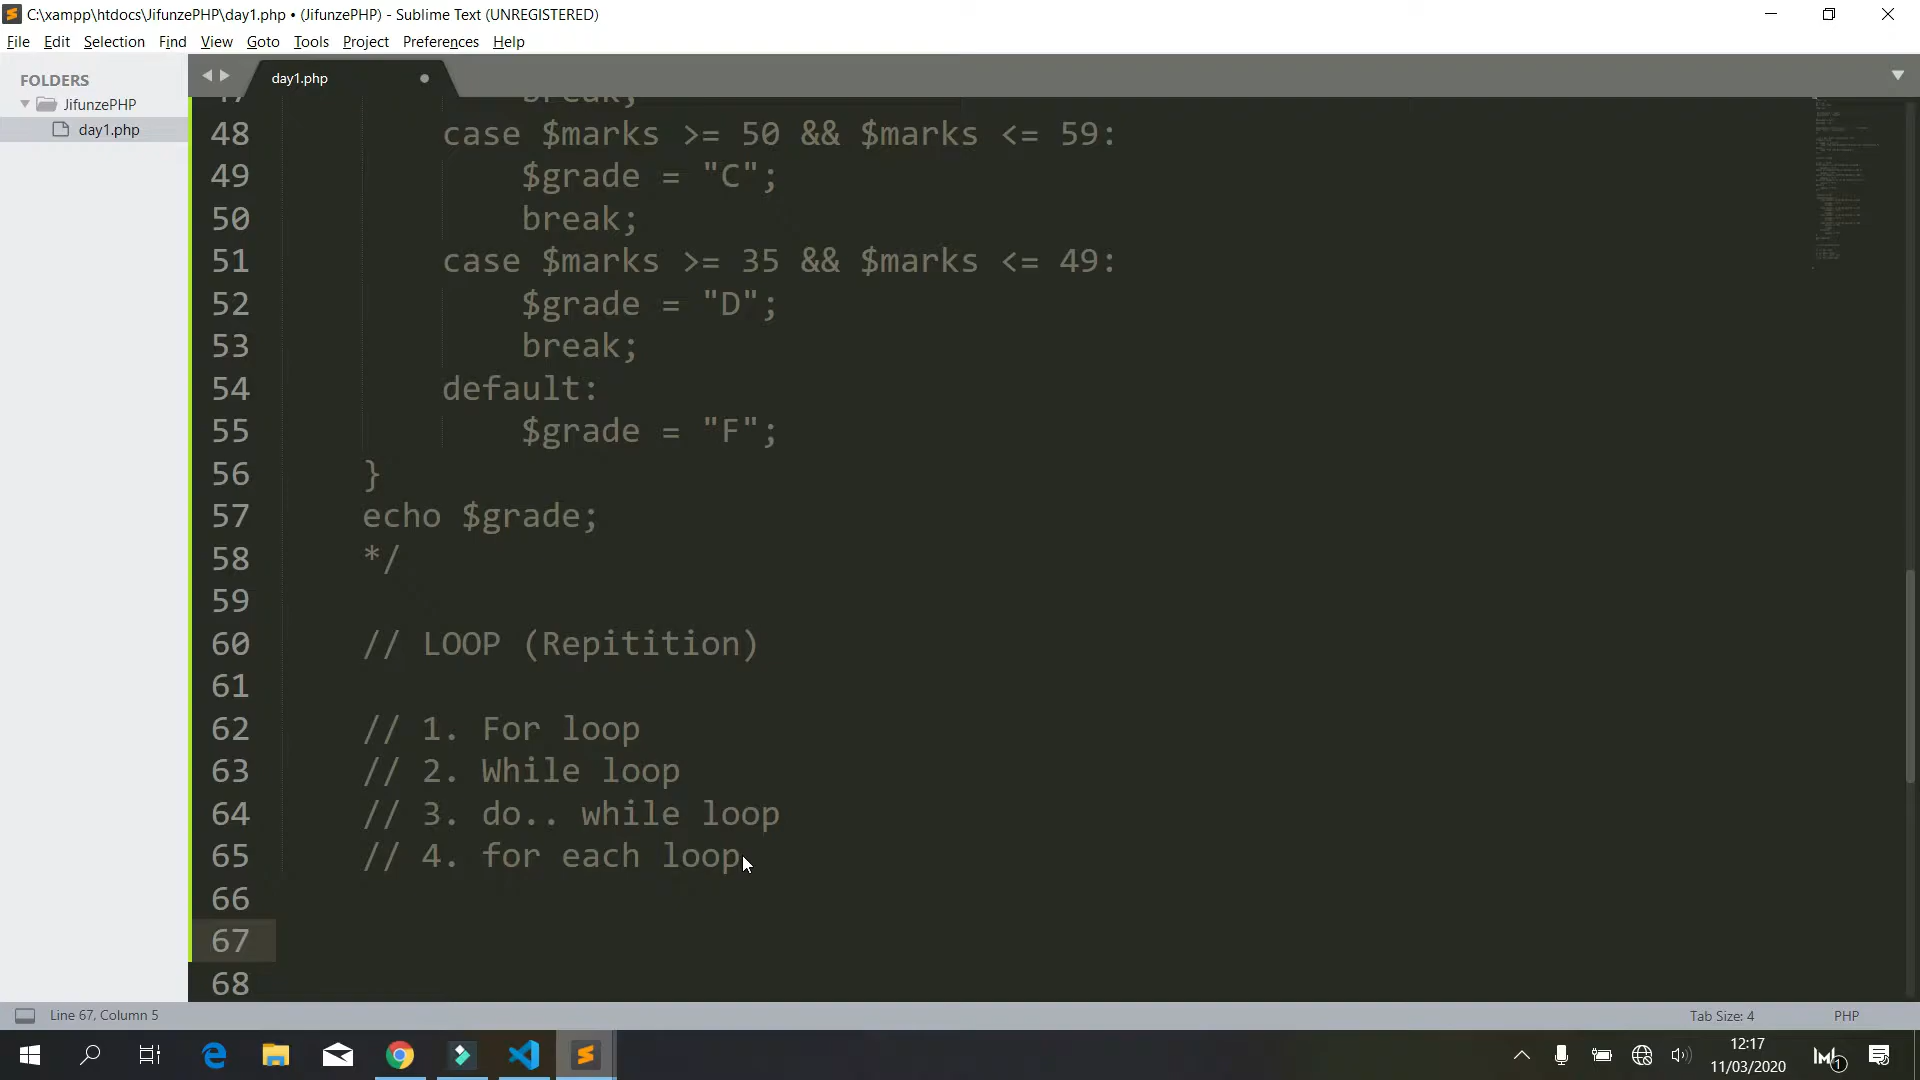 C:\xampp\htdocs\JifunzePHP\day1.php • (JifunzePHP) - Sublime Text (UNREGISTERED)
File Edit Selection Find View Goto Tools Project Preferences Help
FOLDERS
JifunzePHP
day1.php
day1.php
47 break;
48 case $marks >= 50 && $marks <= 59:
49 $grade = "C";
50 break;
51 case $marks >= 35 && $marks <= 49:
52 $grade = "D";
53 break;
54 default:
55 $grade = "F";
56 }
57 echo $grade;
58 */
59
60 // LOOP (Repitition)
61
62 // 1. For loop
63 // 2. While loop
64 // 3. do.. while loop
65 // 4. for each loop
66
67
68
Line 67, Column 5
Tab Size: 4
PHP
12:17
11/03/2020
1